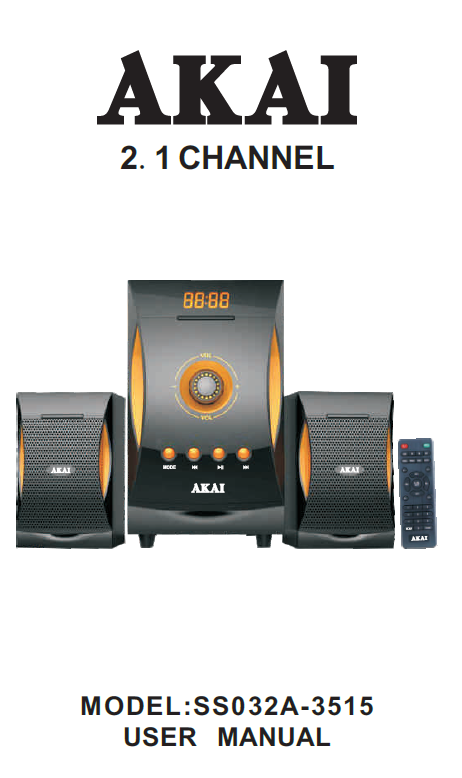 AKAI
2. 1 CHANNEL
88:88
VOL
VOL
MODE
AKAI
AKAI
AKAI
AKAI
MODEL:SS032A-3515
USER MANUAL